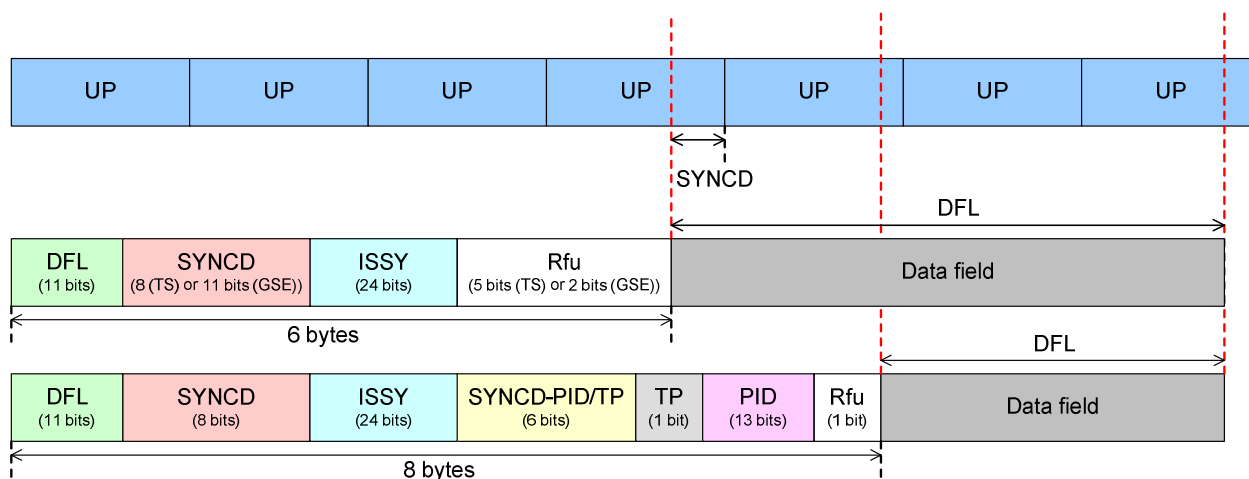 UP UP UP UP UP UP UP
SYNCD
DFL
DFL SYNCD ISSY Rfu Data field
(11 bits) (8 (TS) or 11 bits (GSE)) (24 bits) (5 bits (TS) or 2 bits (GSE))
6 bytes
DFL
DFL SYNCD ISSY SYNCD-PID/TP TP PID Rfu Data field
(11 bits) (8 bits) (24 bits) (6 bits) (1 bit) (13 bits) (1 bit)
8 bytes